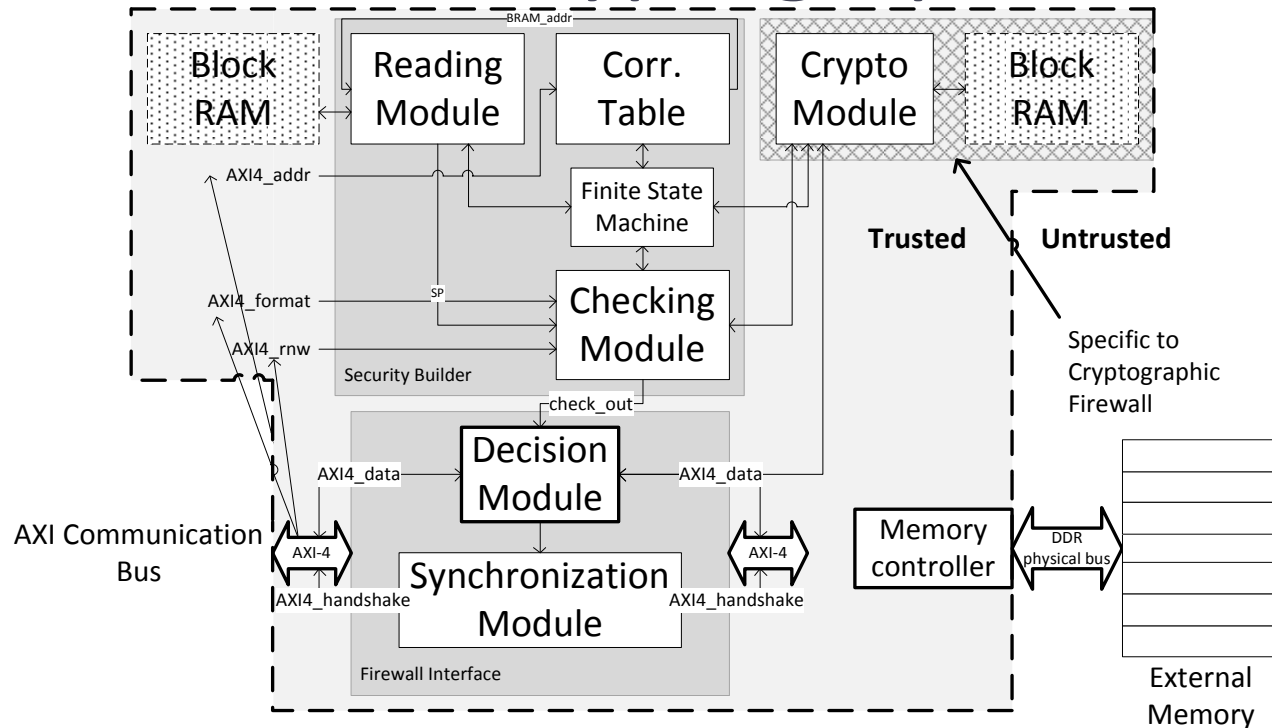 BRAM_addr
Block
RAM
Reading
Module
Corr.
Table
Crypto
Module
Block
RAM
AXI4_addr
Finite State
Machine
Trusted
Untrusted
SP
AXI4_format
Checking
Module
AXI4_rnw
Security Builder
Specific to
Cryptographic
Firewall
check_out
Decision
Module
AXI4_data
AXI4_data
AXI Communication
Bus
AXI-4
AXI-4
Memory
controller
DDR
physical bus
Synchronization
Module
AXI4_handshake
AXI4_handshake
Firewall Interface
External
Memory